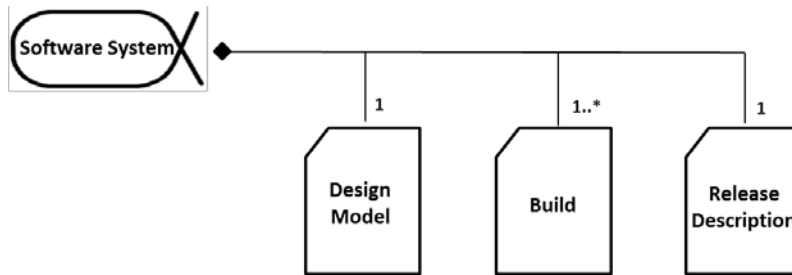 Software System
1
1..*
1
Design
Model
Build
Release
Description